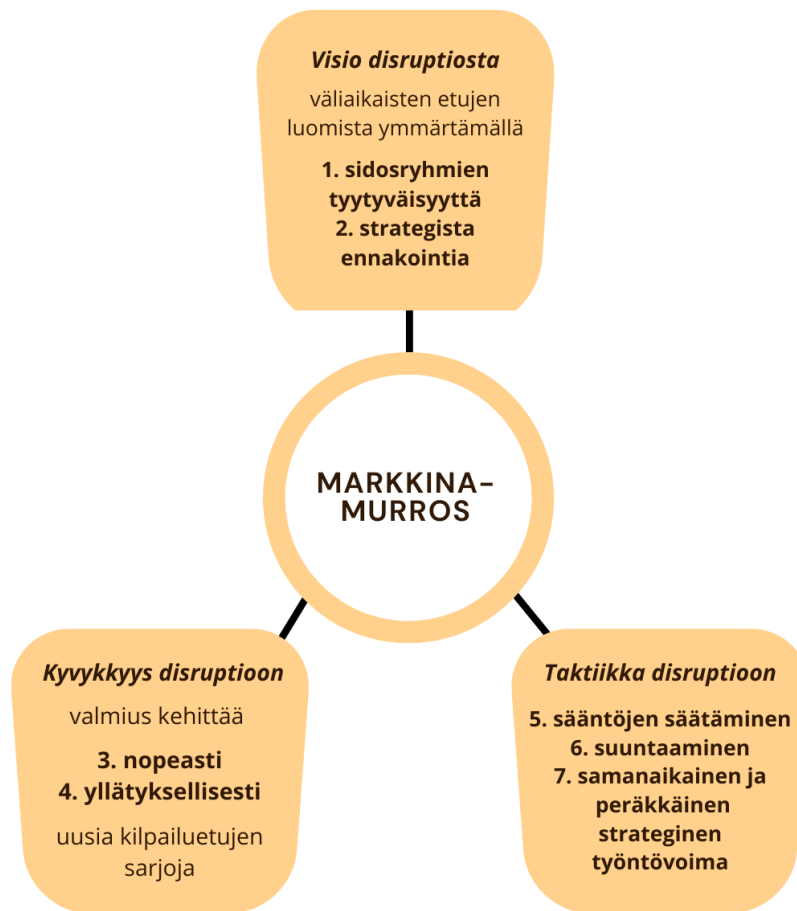 Visio disruptiosta
väliaikaisten etujen
luomista ymmärtämällä
1. sidosryhmien
tyytyväisyyttä
2. strategista
ennakointia
MARKKINA-
MURROS
Kyvykkyys disruptioon
valmius kehittää
3. nopeasti
4. yllätyksellisesti
uusia kilpailuetujen
sarjoja
Taktiikka disruptioon
5. sääntöjen säätäminen
6. suuntaaminen
7. samanaikainen ja
peräkkäinen
strateginen
työntövoima